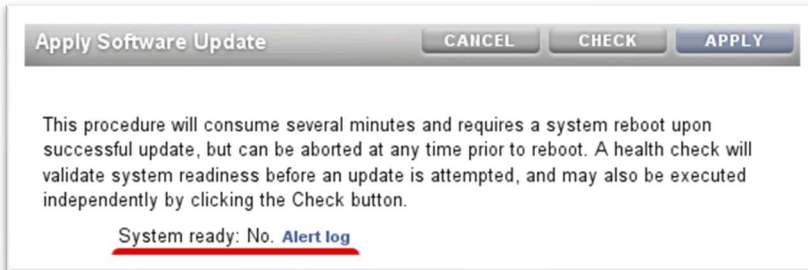 Apply Software Update CANCEL CHECK APPLY
This procedure will consume several minutes and requires a system reboot upon
successful update, but can be aborted at any time prior to reboot. A health check will
validate system readiness before an update is attempted, and may also be executed
independently by clicking the Check button.
System ready: No. Alert log